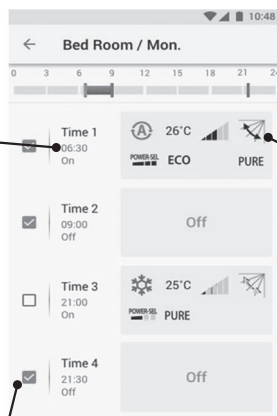 10:48
Bed Room / Mon.
0 3 6 9 12 15 18 21 24
Time 1
06:30
On
A 26°C
POWER-SEL ECO PURE
Time 2
09:00
Off
Off
Time 3
21:00
On
25°C
POWER-SEL PURE
Time 4
21:30
Off
Off